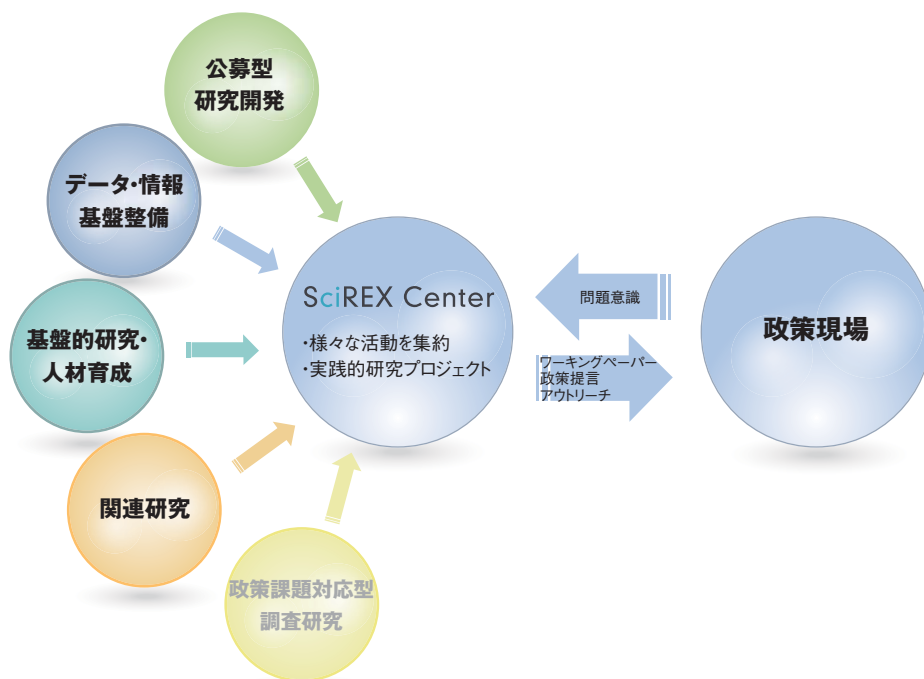 公募型
研究開発
データ・情報
基盤整備
基盤的研究・
人材育成
関連研究
政策課題対応型
調査研究
SciREX Center
・様々な活動を集約
・実践的研究プロジェクト
問題意識
ワーキングペーパー
政策提言
アウトリーチ
政策現場